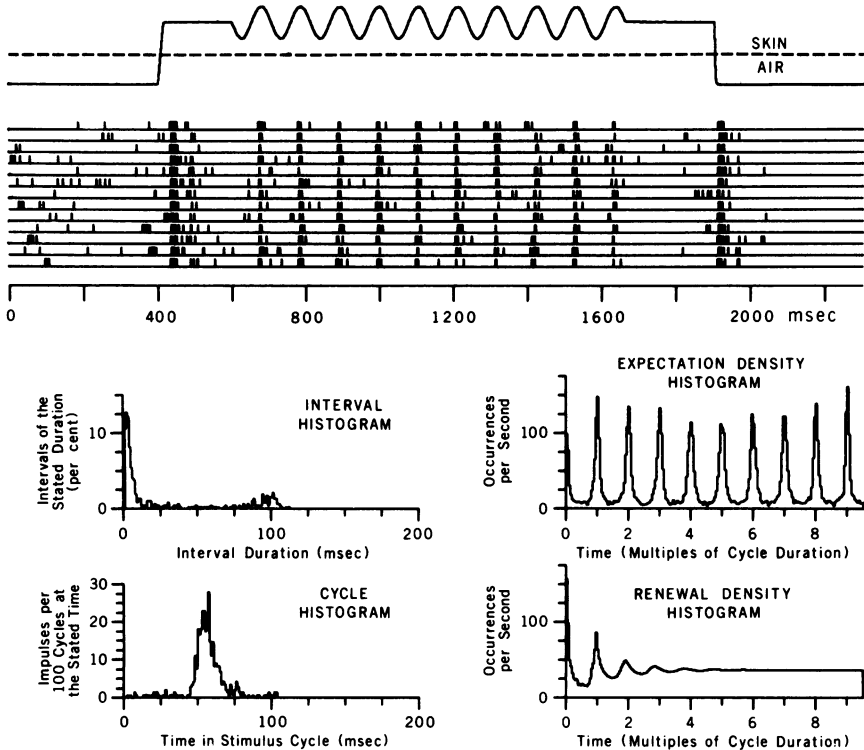 SKIN
AIR
0 400 800 1200 1600 2000 msec
INTERVAL
HISTOGRAM
Intervals of the
Stated Duration
(per cent)
10
0
0 100 200
Interval Duration (msec)
EXPECTATION DENSITY
HISTOGRAM
Occurrences
per Second
100
0
0 2 4 6 8
Time (Multiples of Cycle Duration)
CYCLE
HISTOGRAM
Impulses per
100 Cycles at
the Stated Time
30
20
10
0
0 100 200
Time in Stimulus Cycle (msec)
RENEWAL DENSITY
HISTOGRAM
Occurrences
per Second
100
0
0 2 4 6 8
Time (Multiples of Cycle Duration)